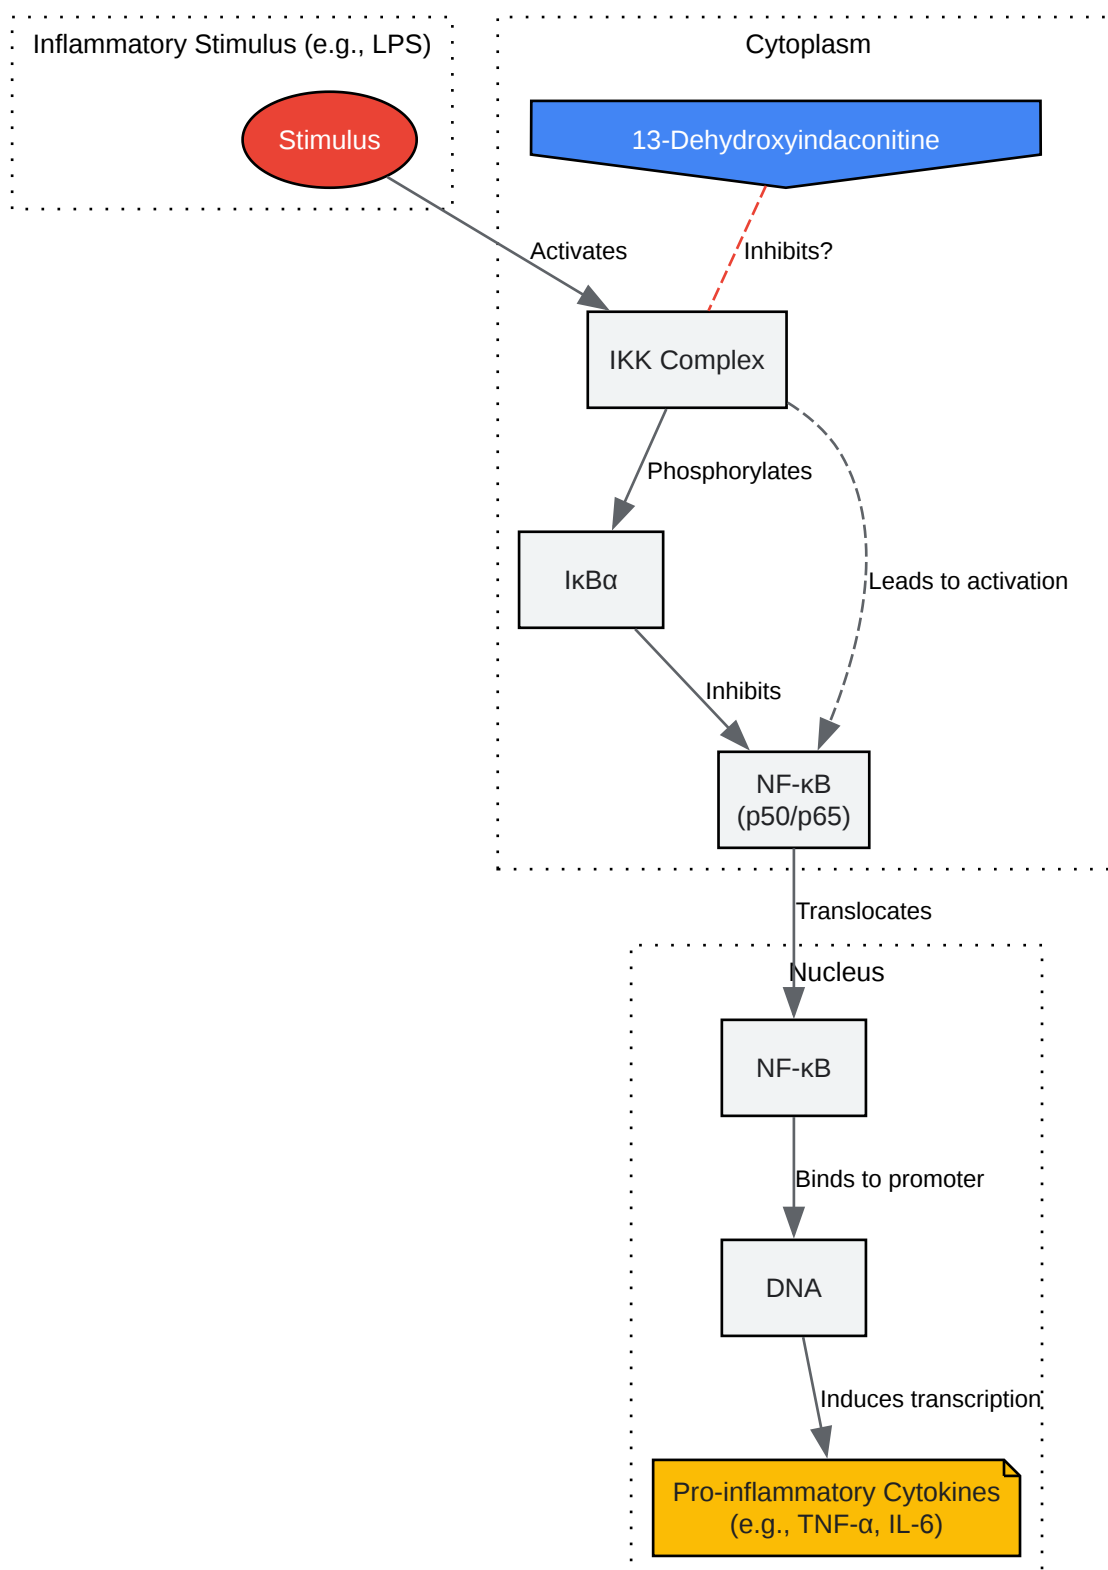 Inflammatory Stimulus (e.g., LPS)
Cytoplasm
Stimulus
13-Dehydroxyindaconitine
Activates
Inhibits?
IKK Complex
Phosphorylates
IκBα
Leads to activation
Inhibits
NF-κB
(p50/p65)
Translocates
Nucleus
NF-κB
Binds to promoter
DNA
Induces transcription
Pro-inflammatory Cytokines
(e.g., TNF-α, IL-6)